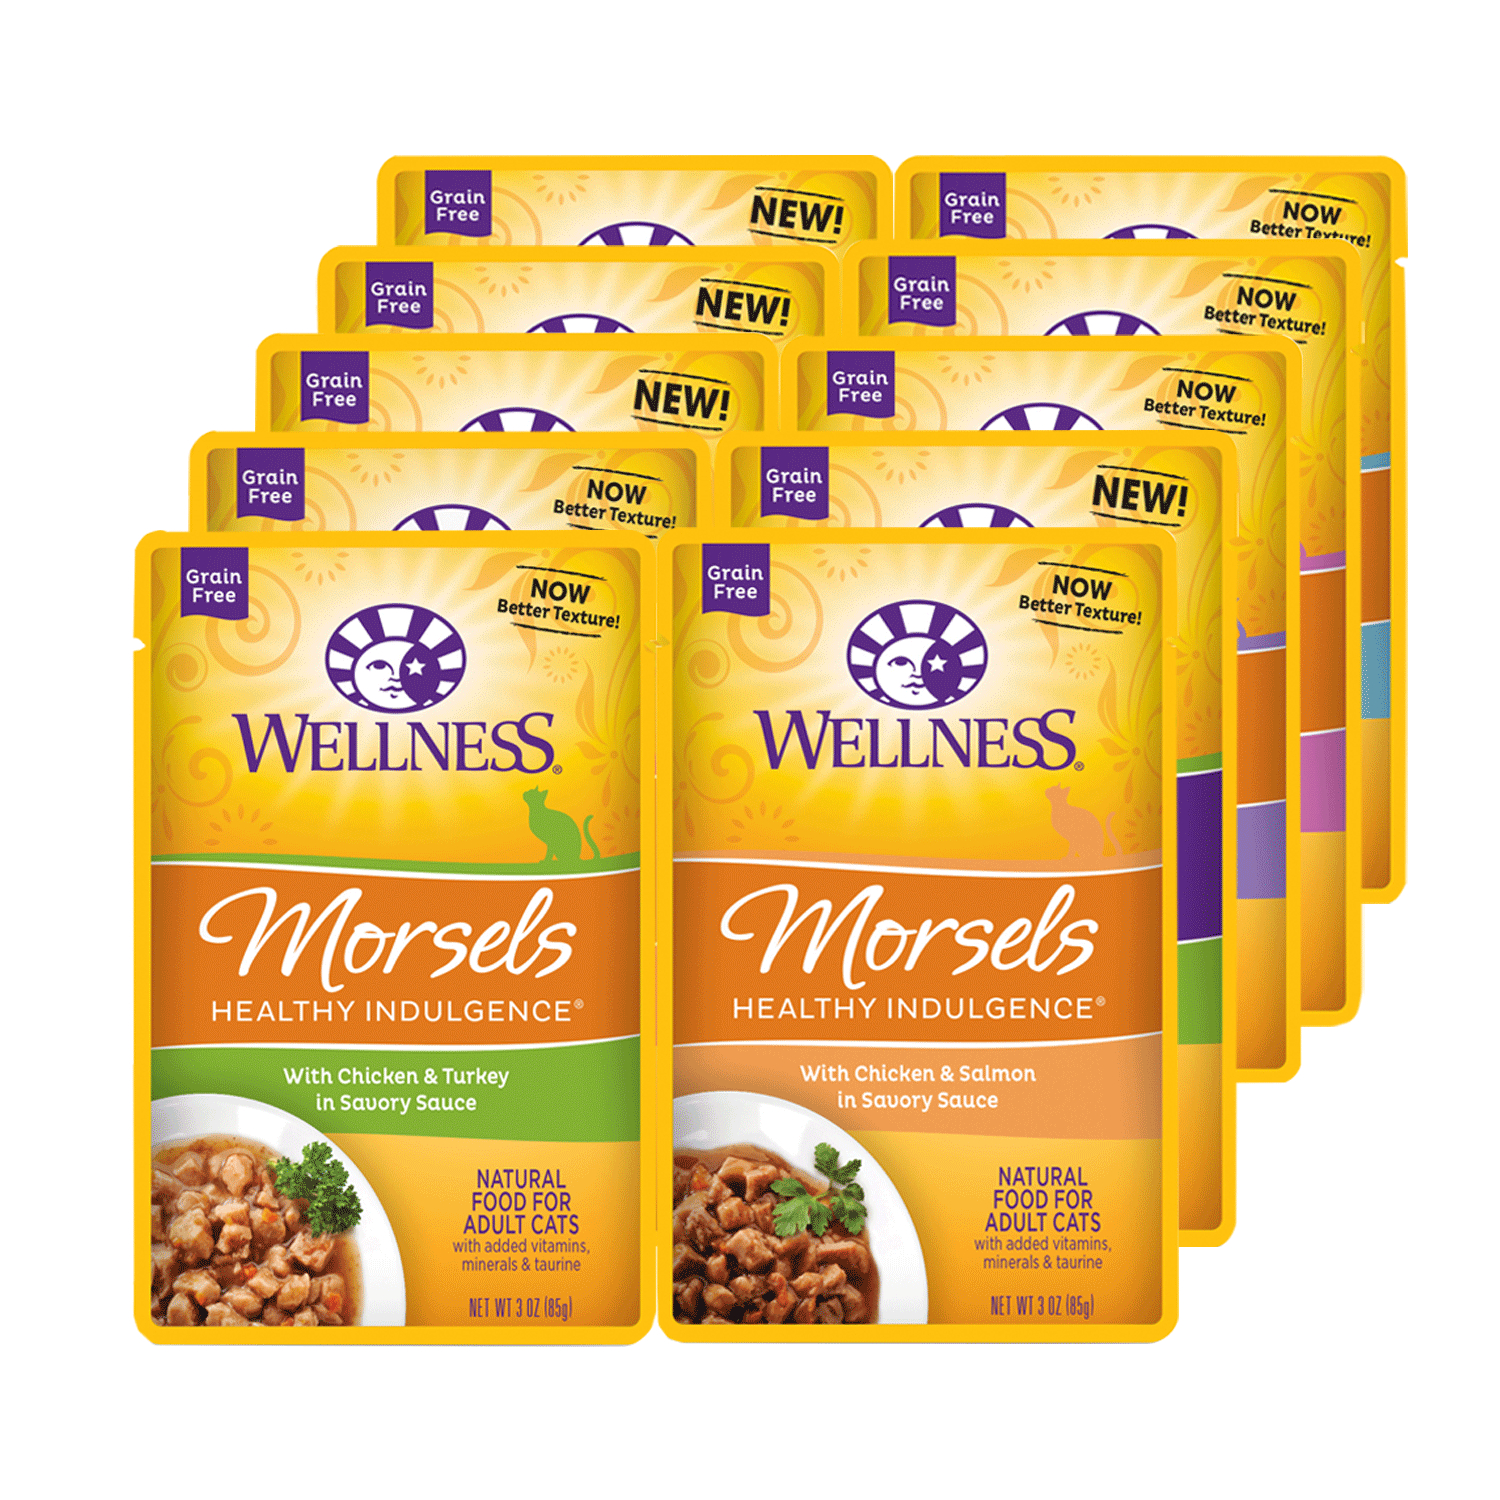 Grain
Free
NEW!
Grain
Free
NOW
Better Texture!
Grain
Free
NEW!
Grain
Free
NOW
Better Texture!
Grain
Free
NEW!
Grain
Free
NOW
Better Texture!
Grain
Free
NOW
Better Texture!
Grain
Free
NEW!
Grain
Free
NOW
Better Texture!
WELLNESS®
Morsels
HEALTHY INDULGENCE®
With Chicken & Turkey
in Savory Sauce
NATURAL
FOOD FOR
ADULT CATS
with added vitamins,
minerals & taurine
NET WT 3 OZ (85g)
Grain
Free
NOW
Better Texture!
WELLNESS®
Morsels
HEALTHY INDULGENCE®
With Chicken & Salmon
in Savory Sauce
NATURAL
FOOD FOR
ADULT CATS
with added vitamins,
minerals & taurine
NET WT 3 OZ (85g)